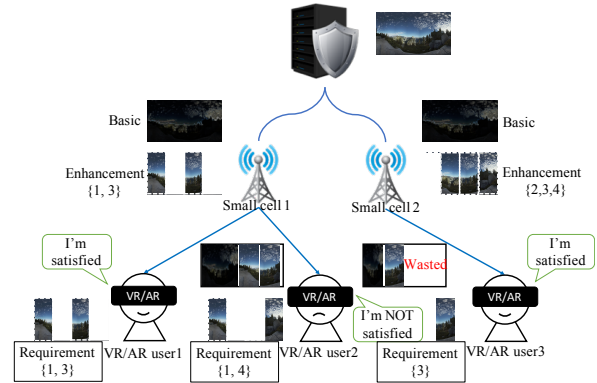 Basic
Basic
Enhancement
{1, 3}
Enhancement
{2,3,4}
Small cell 1
Small cell 2
I'm
satisfied
Wasted
I'm
satisfied
VR/AR
VR/AR
VR/AR
I'm NOT
satisfied
Requirement
{1, 3}
VR/AR user1
Requirement
{1, 4}
VR/AR user2
Requirement
{3}
VR/AR user3